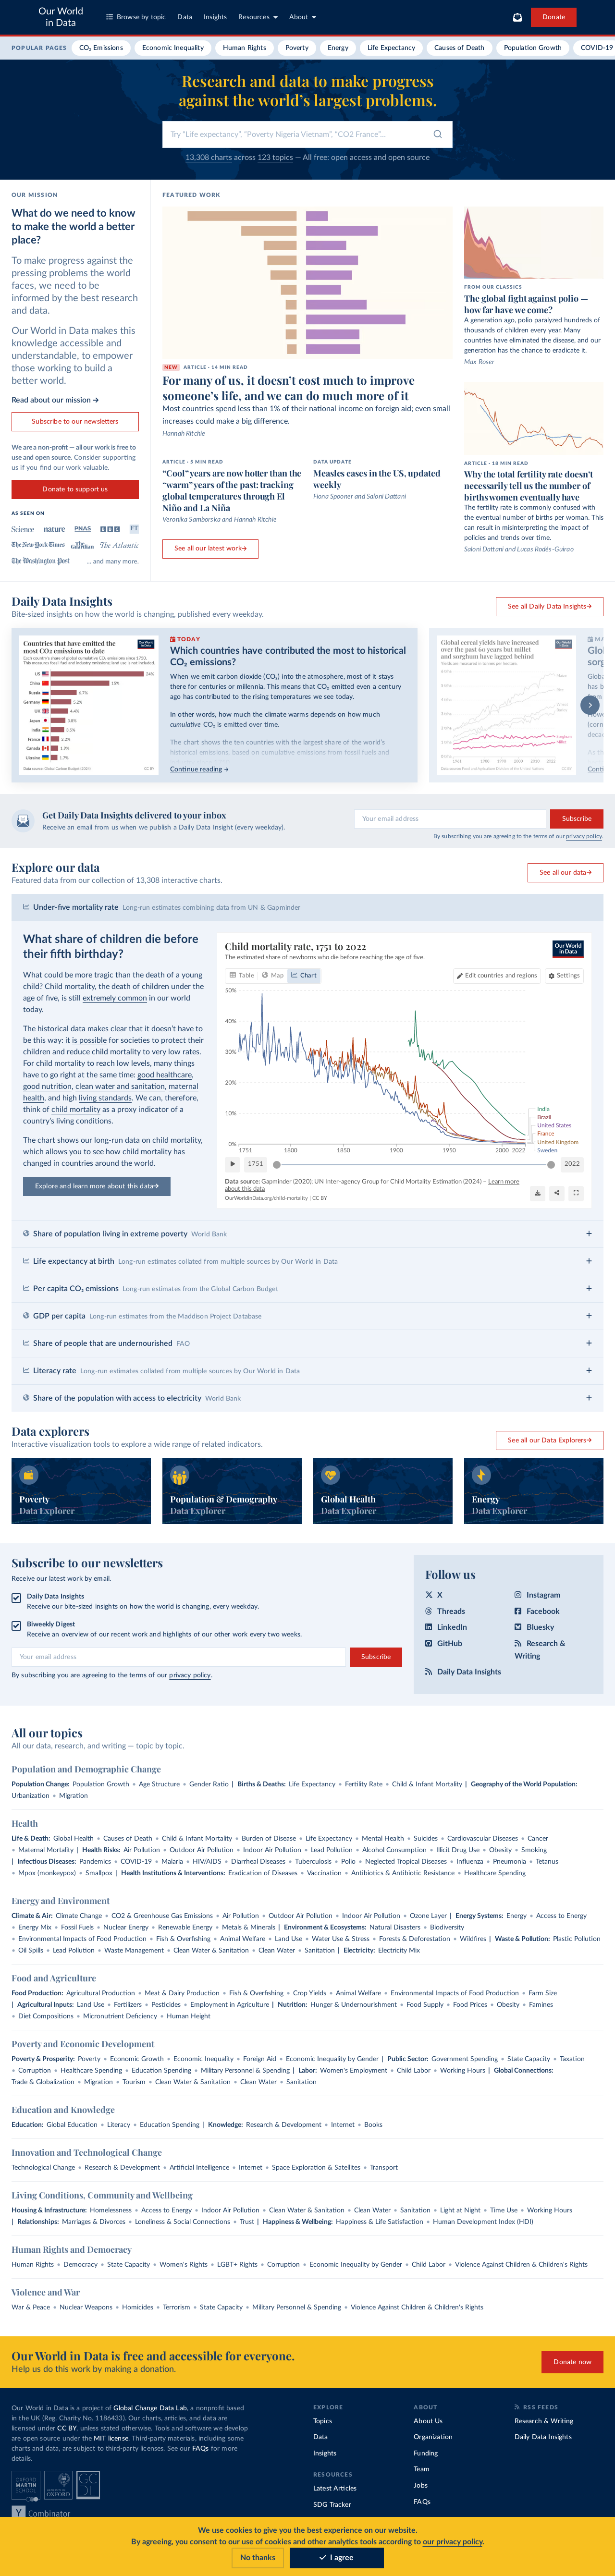 Our World
in Data
Browse by topic
Data
Insights
Resources
About
Donate
POPULAR PAGES
CO₂ Emissions
Economic Inequality
Human Rights
Poverty
Energy
Life Expectancy
Causes of Death
Population Growth
COVID-19
Research and data to make progress
against the world's largest problems.
Try "Life expectancy", "Poverty Nigeria Vietnam", "CO2 France"...
13,308 charts across 123 topics — All free: open access and open source
OUR MISSION
What do we need to know
to make the world a better
place?
To make progress against the
pressing problems the world
faces, we need to be
informed by the best research
and data.
Our World in Data makes this
knowledge accessible and
understandable, to empower
those working to build a
better world.
Read about our mission →
Subscribe to our newsletters
We are a non-profit — all our work is free to
use and open source. Consider supporting
us if you find our work valuable.
Donate to support us
AS SEEN ON
Science nature PNAS BBC FT
The New York Times The Guardian The Atlantic
The Washington Post ... and many more.
FEATURED WORK
NEW ARTICLE • 14 MIN READ
For many of us, it doesn't cost much to improve
someone's life, and we can do much more of it
Most countries spend less than 1% of their national income on foreign aid; even small
increases could make a big difference.
Hannah Ritchie
ARTICLE • 5 MIN READ
"Cool" years are now hotter than the
"warm" years of the past: tracking
global temperatures through El
Niño and La Niña
Veronika Samborska and Hannah Ritchie
DATA UPDATE
Measles cases in the US, updated
weekly
Fiona Spooner and Saloni Dattani
See all our latest work→
FROM OUR CLASSICS
The global fight against polio —
how far have we come?
A generation ago, polio paralyzed hundreds of
thousands of children every year. Many
countries have eliminated the disease, and our
generation has the chance to eradicate it.
Max Roser
ARTICLE • 18 MIN READ
Why the total fertility rate doesn't
necessarily tell us the number of
births women eventually have
The fertility rate is commonly confused with
the eventual number of births per woman. This
can result in misinterpreting the impact of
policies and trends over time.
Saloni Dattani and Lucas Rodés-Guirao
Daily Data Insights
Bite-sized insights on how the world is changing, published every weekday.
See all Daily Data Insights→
Countries that have emitted the
most CO2 emissions to date
US 24%
China 15%
Russia 6.7%
Germany 5.2%
UK 4.4%
Japan 3.8%
India 3.5%
France 2.2%
Canada 1.9%
Ukraine 1.7%
CC BY
TODAY
Which countries have contributed the most to historical
CO₂ emissions?
When we emit carbon dioxide (CO₂) into the atmosphere, most of it stays
there for centuries or millennia. This means that CO₂ emitted even a century
ago has contributed to the rising temperatures we see today.
In other words, how much the climate warms depends on how much
cumulative CO₂ is emitted over time.
The chart shows the ten countries with the largest share of the world's
historical emissions, based on cumulative emissions from fossil fuels and
Continue reading →
Global cereal yields have increased
over the past 60 years but millet
and sorghum have lagged behind
Get Daily Data Insights delivered to your inbox
Receive an email from us when we publish a Daily Data Insight (every weekday).
Your email address
Subscribe
By subscribing you are agreeing to the terms of our privacy policy.
Explore our data
Featured data from our collection of 13,308 interactive charts.
See all our data→
Under-five mortality rate Long-run estimates combining data from UN & Gapminder
What share of children die before
their fifth birthday?
What could be more tragic than the death of a young
child? Child mortality, the death of children under the
age of five, is still extremely common in our world
today.
The historical data makes clear that it doesn't have to
be this way: it is possible for societies to protect their
children and reduce child mortality to very low rates.
For child mortality to reach low levels, many things
have to go right at the same time: good healthcare,
good nutrition, clean water and sanitation, maternal
health, and high living standards. We can, therefore,
think of child mortality as a proxy indicator of a
country's living conditions.
The chart shows our long-run data on child mortality,
which allows you to see how child mortality has
changed in countries around the world.
Explore and learn more about this data→
Child mortality rate, 1751 to 2022
The estimated share of newborns who die before reaching the age of five.
Our World
in Data
Table
Map
Chart
Edit countries and regions
Settings
50%
40%
30%
20%
10%
0%
India
Brazil
United States
France
United Kingdom
Sweden
1751 1800 1850 1900 1950 2000 2022
1751
2022
Data source: Gapminder (2020); UN Inter-agency Group for Child Mortality Estimation (2024) – Learn more
about this data
OurWorldinData.org/child-mortality | CC BY
Share of population living in extreme poverty World Bank
Life expectancy at birth Long-run estimates collated from multiple sources by Our World in Data
Per capita CO₂ emissions Long-run estimates from the Global Carbon Budget
GDP per capita Long-run estimates from the Maddison Project Database
Share of people that are undernourished FAO
Literacy rate Long-run estimates collated from multiple sources by Our World in Data
Share of the population with access to electricity World Bank
Data explorers
Interactive visualization tools to explore a wide range of related indicators.
See all our Data Explorers→
Poverty
Data Explorer
Population & Demography
Data Explorer
Global Health
Data Explorer
Energy
Data Explorer
Subscribe to our newsletters
Receive our latest work by email.
Daily Data Insights
Receive our bite-sized insights on how the world is changing, every weekday.
Biweekly Digest
Receive an overview of our recent work and highlights of our other work every two weeks.
Your email address
Subscribe
By subscribing you are agreeing to the terms of our privacy policy.
Follow us
X
Threads
LinkedIn
GitHub
Daily Data Insights
Instagram
Facebook
Bluesky
Research &
Writing
All our topics
All our data, research, and writing — topic by topic.
Population and Demographic Change
Population Change: Population Growth • Age Structure • Gender Ratio | Births & Deaths: Life Expectancy • Fertility Rate • Child & Infant Mortality | Geography of the World Population:
Urbanization • Migration
Health
Life & Death: Global Health • Causes of Death • Child & Infant Mortality • Burden of Disease • Life Expectancy • Mental Health • Suicides • Cardiovascular Diseases • Cancer
• Maternal Mortality | Health Risks: Air Pollution • Outdoor Air Pollution • Indoor Air Pollution • Lead Pollution • Alcohol Consumption • Illicit Drug Use • Obesity • Smoking
| Infectious Diseases: Pandemics • COVID-19 • Malaria • HIV/AIDS • Diarrheal Diseases • Tuberculosis • Polio • Neglected Tropical Diseases • Influenza • Pneumonia • Tetanus
• Mpox (monkeypox) • Smallpox | Health Institutions & Interventions: Eradication of Diseases • Vaccination • Antibiotics & Antibiotic Resistance • Healthcare Spending
Energy and Environment
Climate & Air: Climate Change • CO2 & Greenhouse Gas Emissions • Air Pollution • Outdoor Air Pollution • Indoor Air Pollution • Ozone Layer | Energy Systems: Energy • Access to Energy
• Energy Mix • Fossil Fuels • Nuclear Energy • Renewable Energy • Metals & Minerals | Environment & Ecosystems: Natural Disasters • Biodiversity
• Environmental Impacts of Food Production • Fish & Overfishing • Animal Welfare • Land Use • Water Use & Stress • Forests & Deforestation • Wildfires | Waste & Pollution: Plastic Pollution
• Oil Spills • Lead Pollution • Waste Management • Clean Water & Sanitation • Clean Water • Sanitation | Electricity: Electricity Mix
Food and Agriculture
Food Production: Agricultural Production • Meat & Dairy Production • Fish & Overfishing • Crop Yields • Animal Welfare • Environmental Impacts of Food Production • Farm Size
| Agricultural Inputs: Land Use • Fertilizers • Pesticides • Employment in Agriculture | Nutrition: Hunger & Undernourishment • Food Supply • Food Prices • Obesity • Famines
• Diet Compositions • Micronutrient Deficiency • Human Height
Poverty and Economic Development
Poverty & Prosperity: Poverty • Economic Growth • Economic Inequality • Foreign Aid • Economic Inequality by Gender | Public Sector: Government Spending • State Capacity • Taxation
• Corruption • Healthcare Spending • Education Spending • Military Personnel & Spending | Labor: Women's Employment • Child Labor • Working Hours | Global Connections:
Trade & Globalization • Migration • Tourism • Clean Water & Sanitation • Clean Water • Sanitation
Education and Knowledge
Education: Global Education • Literacy • Education Spending | Knowledge: Research & Development • Internet • Books
Innovation and Technological Change
Technological Change • Research & Development • Artificial Intelligence • Internet • Space Exploration & Satellites • Transport
Living Conditions, Community and Wellbeing
Housing & Infrastructure: Homelessness • Access to Energy • Indoor Air Pollution • Clean Water & Sanitation • Clean Water • Sanitation • Light at Night • Time Use • Working Hours
| Relationships: Marriages & Divorces • Loneliness & Social Connections • Trust | Happiness & Wellbeing: Happiness & Life Satisfaction • Human Development Index (HDI)
Human Rights and Democracy
Human Rights • Democracy • State Capacity • Women's Rights • LGBT+ Rights • Corruption • Economic Inequality by Gender • Child Labor • Violence Against Children & Children's Rights
Violence and War
War & Peace • Nuclear Weapons • Homicides • Terrorism • State Capacity • Military Personnel & Spending • Violence Against Children & Children's Rights
Our World in Data is free and accessible for everyone.
Help us do this work by making a donation.
Donate now
Our World in Data is a project of Global Change Data Lab, a nonprofit based
in the UK (Reg. Charity No. 1186433). Our charts, articles, and data are
licensed under CC BY, unless stated otherwise. Tools and software we develop
are open source under the MIT license. Third-party materials, including some
charts and data, are subject to third-party licenses. See our FAQs for more
details.
OXFORD
MARTIN
SCHOOL
UNIVERSITY OF
OXFORD
GC
DL
Y Combinator
EXPLORE
Topics
Data
Insights
RESOURCES
Latest Articles
SDG Tracker
ABOUT
About Us
Organization
Funding
Team
Jobs
FAQs
RSS FEEDS
Research & Writing
Daily Data Insights
We use cookies to give you the best experience on our website.
By agreeing, you consent to our use of cookies and other analytics tools according to our privacy policy.
No thanks
I agree